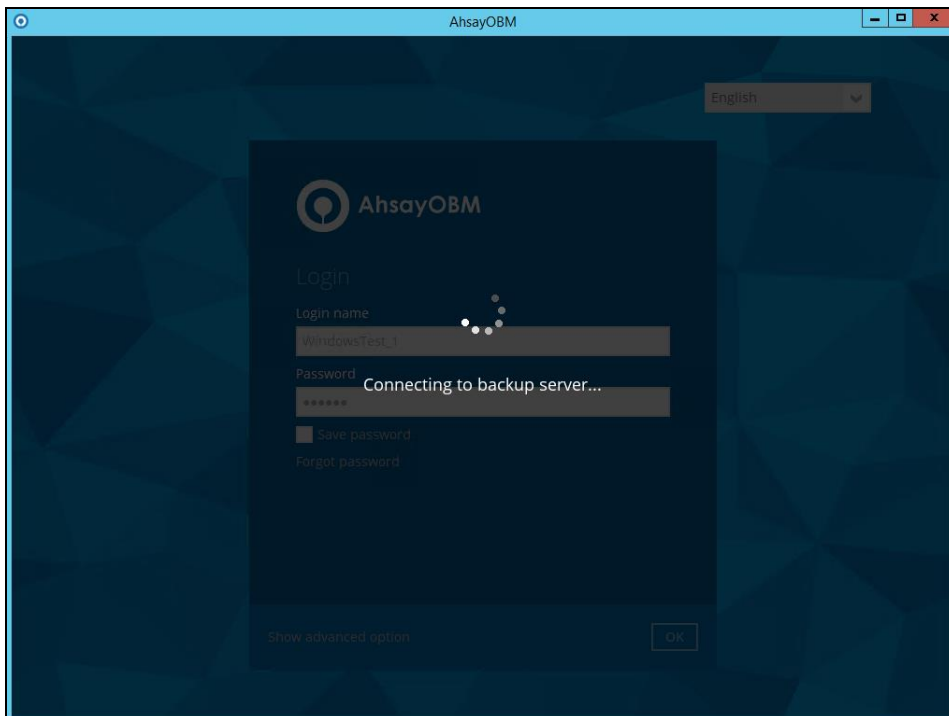 AhsayOBM
English
AhsayOBM
Login
Login name
WindowsTest_1
Password
Connecting to backup server...
••••••
Save password
Forgot password
Show advanced option
OK